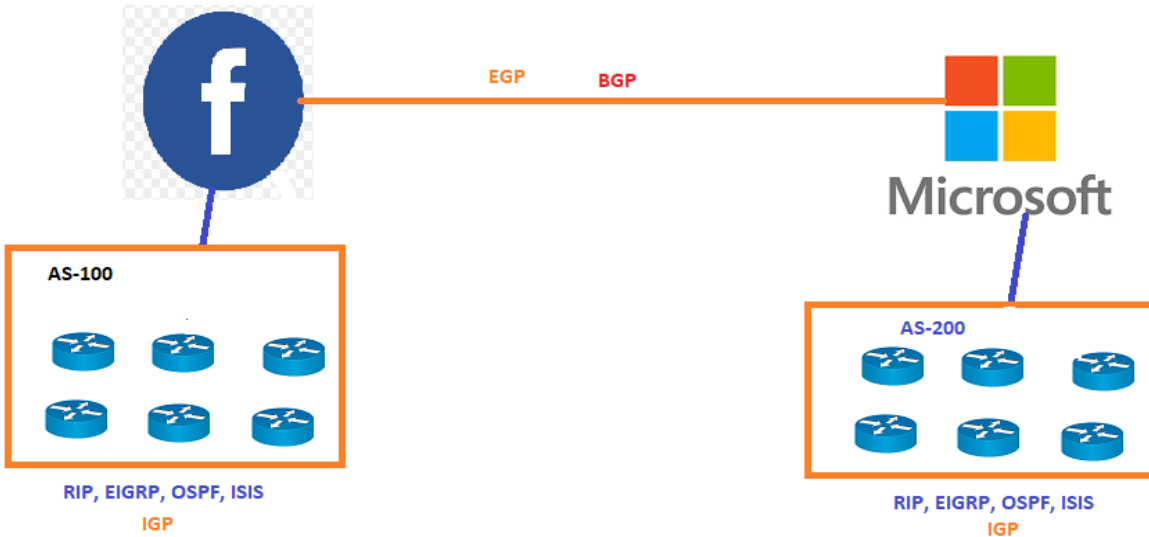 f
EGP BGP
Microsoft
AS-100
AS-200
RIP, EIGRP, OSPF, ISIS
IGP
RIP, EIGRP, OSPF, ISIS
IGP